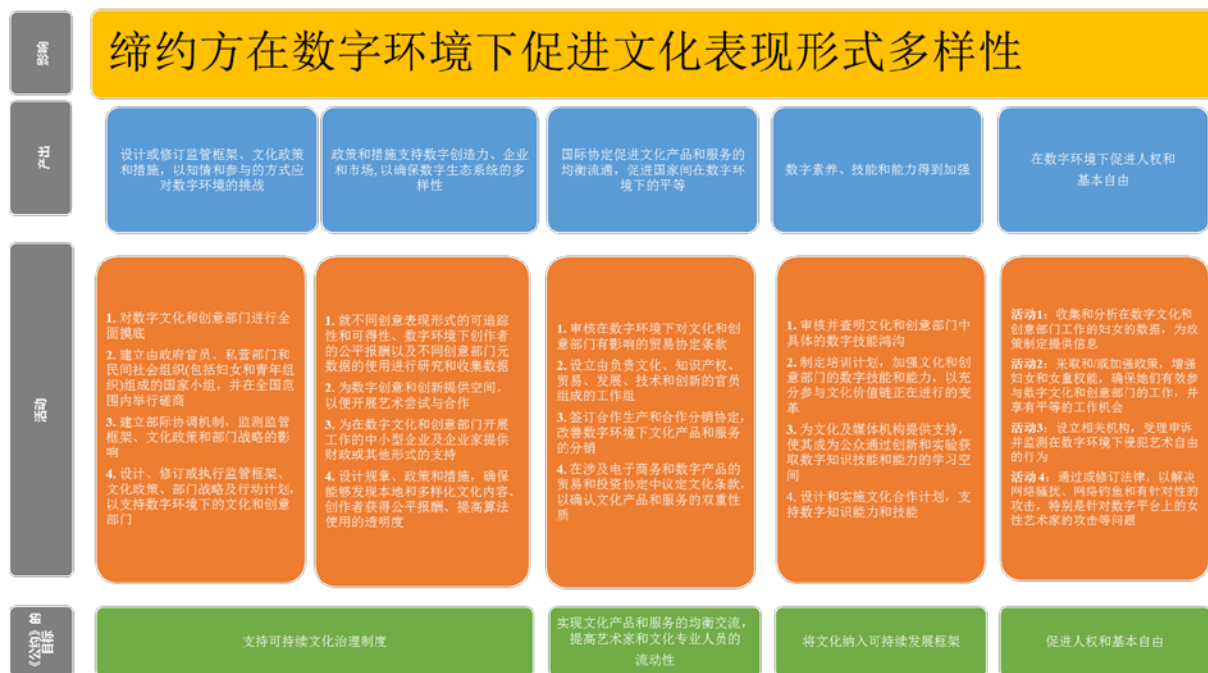 影响
缔约方在数字环境下促进文化表现形式多样性
产出
设计或修订监管框架、文化政策
和措施，以知情和参与的方式应
对数字环境的挑战
政策和措施支持数字创造力、企业
和市场,以确保数字生态系统的多
样性
国际协定促进文化产品和服务的
均衡流通，促进国家间在数字环
境下的平等
数字素养、技能和能力得到加强
在数字环境下促进人权和
基本自由
活动
1. 对数字文化和创意部门进行全
面摸底
2. 建立由政府官员、私营部门和
民间社会组织(包括妇女和青年组
织)组成的国家小组，并在全国范
围内举行磋商
3. 建立部际协调机制，监测监管
框架、文化政策和部门战略的影
响
4. 设计、修订或执行监管框架、
文化政策、部门战略及行动计划，
以支持数字环境下的文化和创意
部门
1. 就不同创意表现形式的可追踪
性和可得性、数字环境下创作者
的公平报酬以及不同创意部门元
数据的使用进行研究和收集数据
2. 为数字创意和创新提供空间，
以便开展艺术尝试与合作
3. 为在数字文化和创意部门开展
工作的中小型企业及企业家提供
财政或其他形式的支持
4. 设计规章、政策和措施，确保
能够发现本地和多样化文化内容、
创作者获得公平报酬、提高算法
使用的透明度
1. 审核在数字环境下对文化和创
意部门有影响的贸易协定条款
2. 设立由负责文化、知识产权、
贸易、发展、技术和创新的官员
组成的工作组
3. 签订合作生产和合作分销协定，
改善数字环境下文化产品和服务
的分销
4. 在涉及电子商务和数字产品的
贸易和投资协定中议定文化条款，
以确认文化产品和服务的双重性
质
1. 审核并查明文化和创意部门中
具体的数字技能鸿沟
2. 制定培训计划，加强文化和创
意部门的数字技能和能力，以充
分参与文化价值链正在进行的变
革
3. 为文化及媒体机构提供支持，
使其成为公众通过创新和实验获
取数字知识技能和能力的学习空
间
4. 设计和实施文化合作计划，支
持数字知识能力和技能
活动1：收集和分析在数字文化和
创意部门工作的妇女的数据，为政
策制定提供信息
活动2：采取和/或加强政策，增强
妇女和女童权能，确保她们有效参
与数字文化和创意部门的工作，并
享有平等的工作机会
活动3：设立相关机构，受理申诉
并监测在数字环境下侵犯艺术自由
的行为
活动4：通过或修订法律，以解决
网络骚扰、网络钓鱼和有针对性的
攻击，特别是针对数字平台上的女
性艺术家的攻击等问题
《公约》的
目标
支持可持续文化治理制度
实现文化产品和服务的均衡交流，
提高艺术家和文化专业人员的
流动性
将文化纳入可持续发展框架
促进人权和基本自由